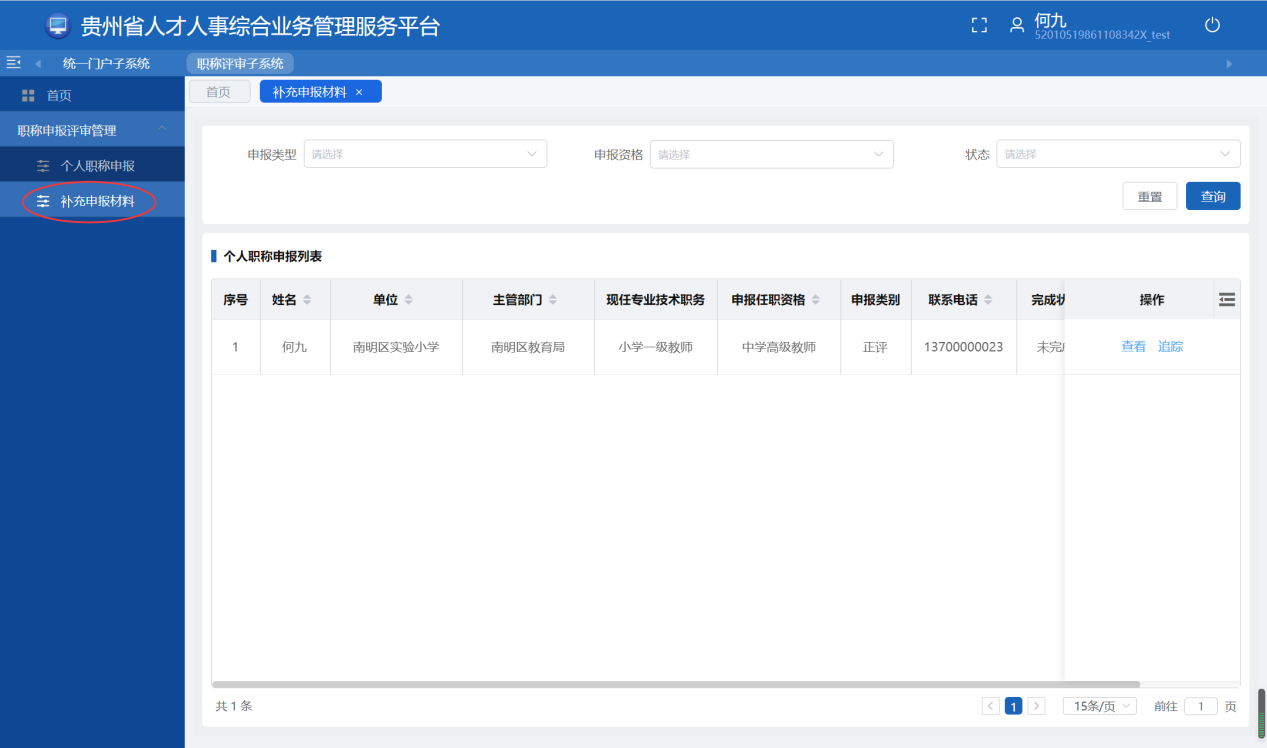 贵州省人才人事综合业务管理服务平台
何九
52010519861108342X_test
统一门户子系统
职称评审子系统
首页
职称申报评审管理
个人职称申报
补充申报材料
首页
补充申报材料 ×
申报类型 请选择
申报资格 请选择
状态 请选择
重置
查询
个人职称申报列表
序号 姓名 单位 主管部门 现任专业技术职务 申报任职资格 申报类别 联系电话 完成状 操作
1 何九 南明区实验小学 南明区教育局 小学一级教师 中学高级教师 正评 13700000023 未完 查看 追踪
共 1 条
1
15条/页
前往 1 页